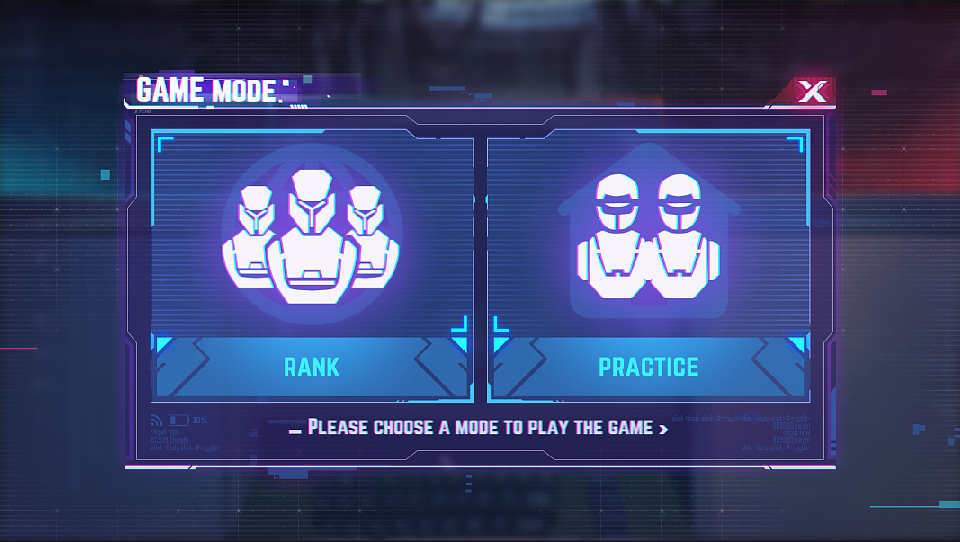 GAME MODE.
RANK
PRACTICE
PLEASE CHOOSE A MODE TO PLAY THE GAME >